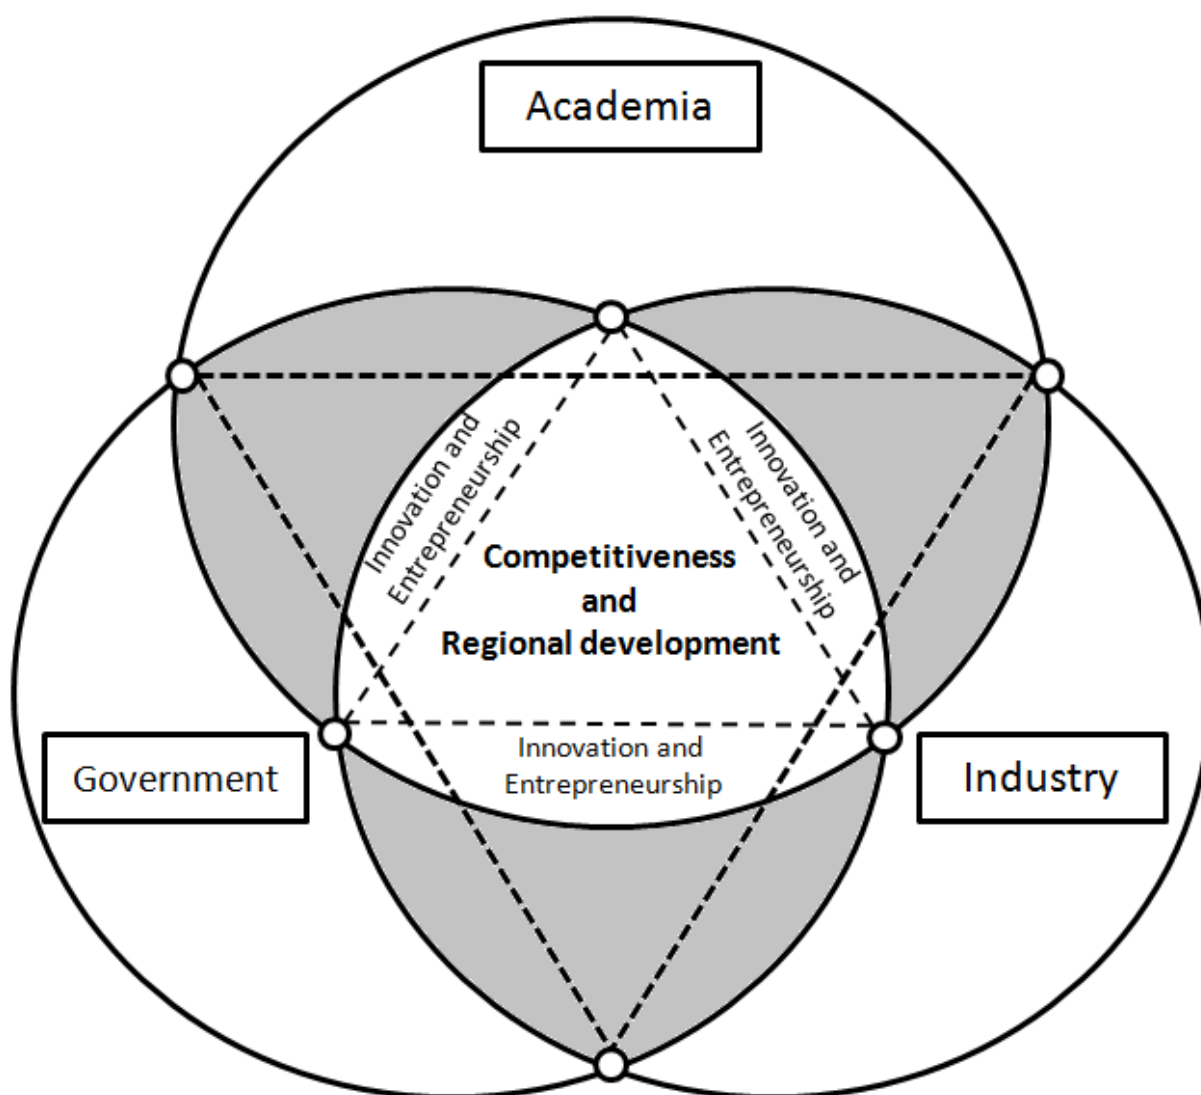 Academia
Innovation and
Entrepreneurship
Innovation and
Entrepreneurship
Competitiveness
and
Regional development
Government
Innovation and
Entrepreneurship
Industry